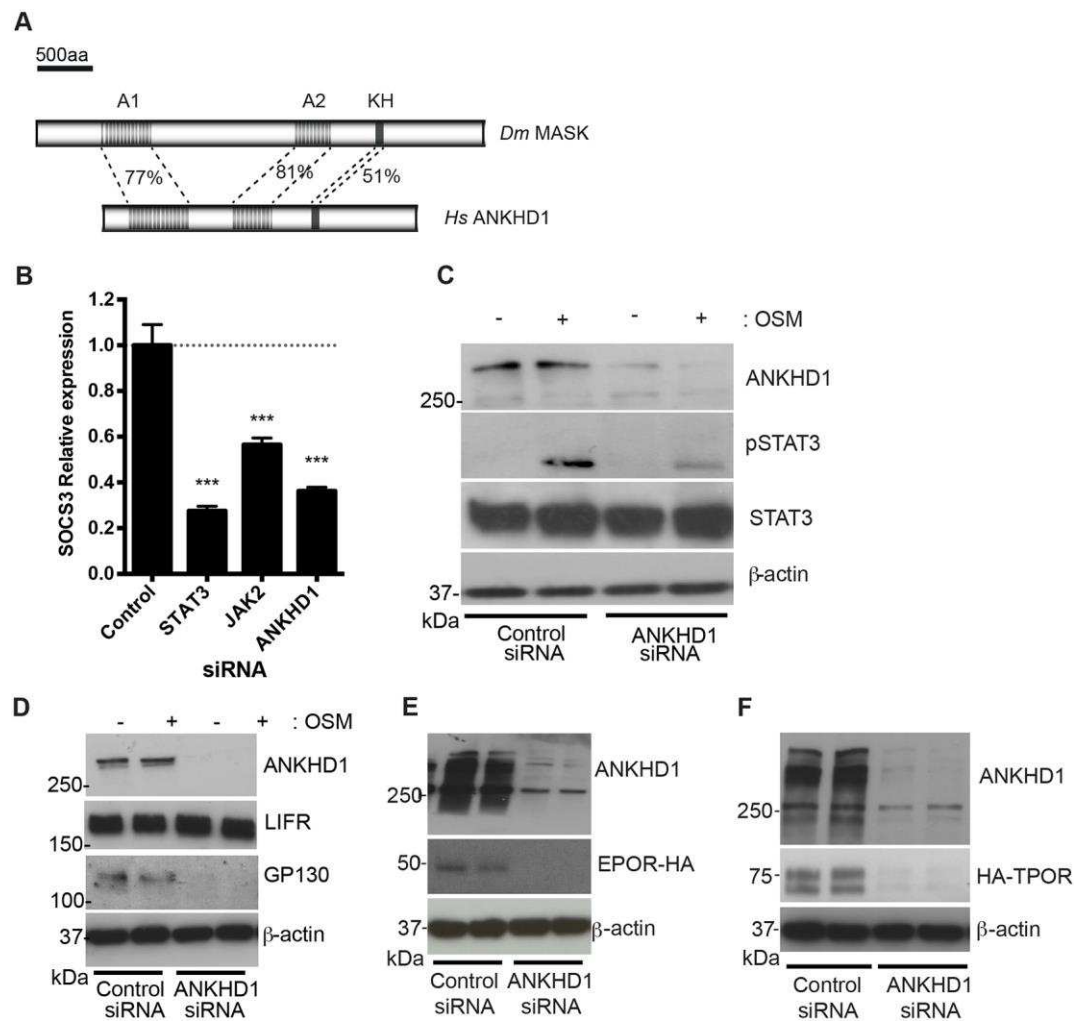 A
500aa
A1 A2 KH
Dm MASK
77% 81% 51%
Hs ANKHD1
B
SOCS3 Relative expression
1.2
1.0
0.8
0.6
0.4
0.2
0.0
***
***
***
Control
STAT3
JAK2
ANKHD1
siRNA
C
- + - + : OSM
ANKHD1
250-
pSTAT3
STAT3
β-actin
37-
kDa
Control siRNA
ANKHD1 siRNA
D
- + - + : OSM
ANKHD1
250-
LIFR
150-
GP130
100-
β-actin
37-
kDa
Control siRNA
ANKHD1 siRNA
E
ANKHD1
250-
50-
EPOR-HA
37-
β-actin
kDa
Control siRNA
ANKHD1 siRNA
F
ANKHD1
250-
75-
HA-TPOR
37-
β-actin
kDa
Control siRNA
ANKHD1 siRNA